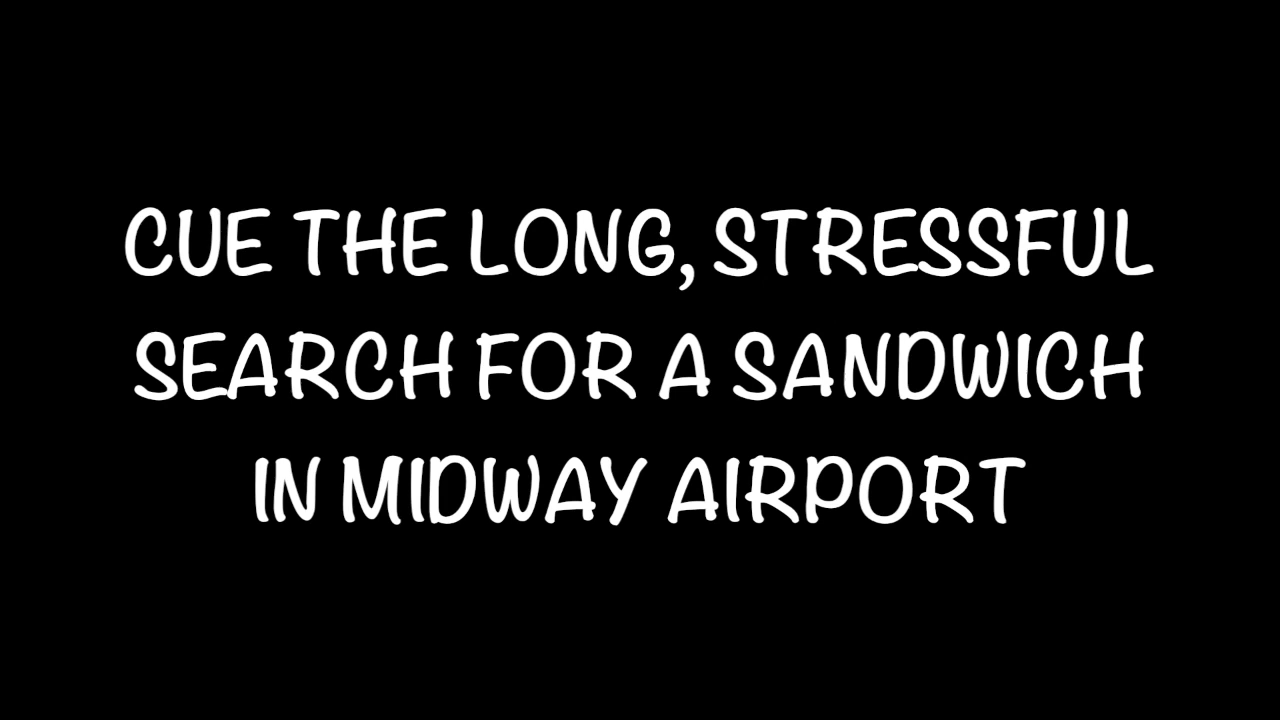 CUE THE LONG, STRESSFUL
SEARCH FOR A SANDWICH
IN MIDWAY AIRPORT